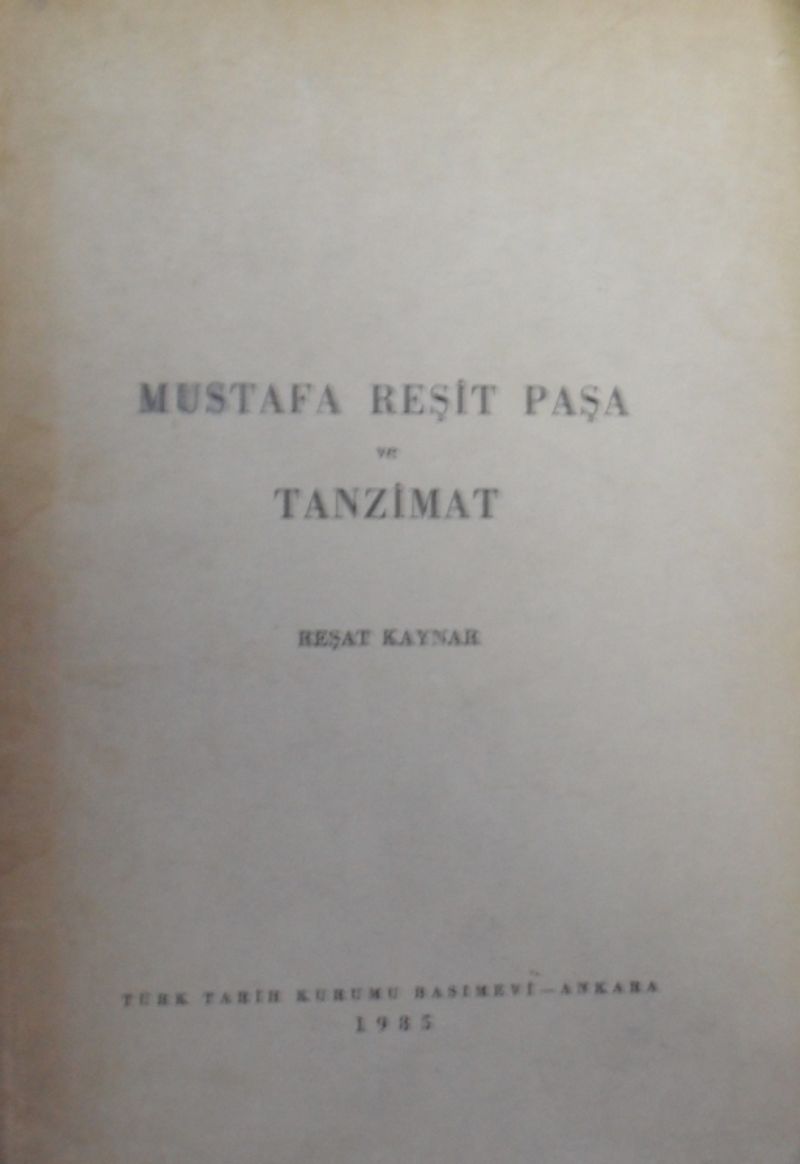 MUSTAFA REŞİT PAŞA
ve
TANZİMAT
REŞAT KAYNAR
TÜRK TARİH KURUMU BASIMEVİ — ANKARA
1985